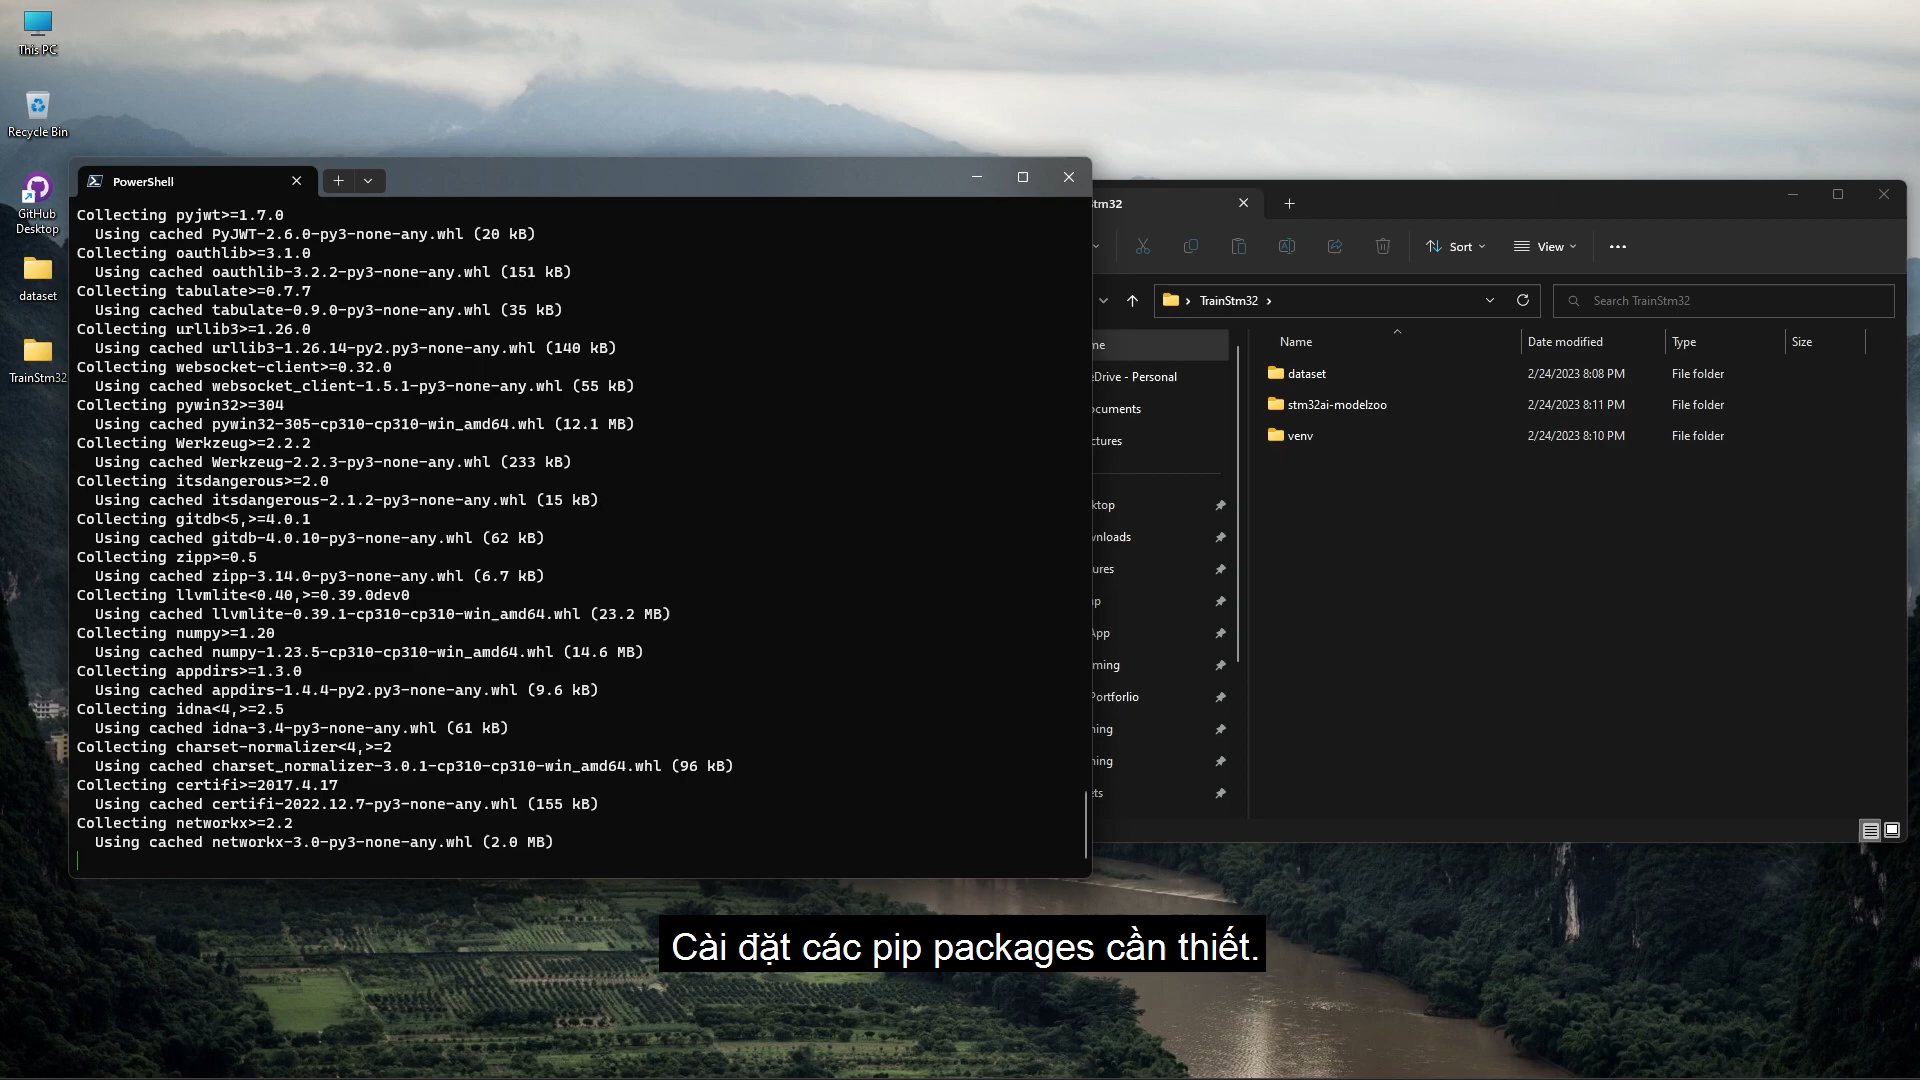 This PC
Recycle Bin
GitHub
Desktop
dataset
TrainStm32
PowerShell
Collecting pyjwt>=1.7.0
Using cached PyJWT-2.6.0-py3-none-any.whl (20 kB)
Collecting oauthlib>=3.1.0
Using cached oauthlib-3.2.2-py3-none-any.whl (151 kB)
Collecting tabulate>=0.7.7
Using cached tabulate-0.9.0-py3-none-any.whl (35 kB)
Collecting urllib3>=1.26.0
Using cached urllib3-1.26.14-py2.py3-none-any.whl (140 kB)
Collecting websocket-client>=0.32.0
Using cached websocket_client-1.5.1-py3-none-any.whl (55 kB)
Collecting pywin32>=304
Using cached pywin32-305-cp310-cp310-win_amd64.whl (12.1 MB)
Collecting Werkzeug>=2.2.2
Using cached Werkzeug-2.2.3-py3-none-any.whl (233 kB)
Collecting itsdangerous>=2.0
Using cached itsdangerous-2.1.2-py3-none-any.whl (15 kB)
Collecting gitdb<5,>=4.0.1
Using cached gitdb-4.0.10-py3-none-any.whl (62 kB)
Collecting zipp>=0.5
Using cached zipp-3.14.0-py3-none-any.whl (6.7 kB)
Collecting llvmlite<0.40,>=0.39.0dev0
Using cached llvmlite-0.39.1-cp310-cp310-win_amd64.whl (23.2 MB)
Collecting numpy>=1.20
Using cached numpy-1.23.5-cp310-cp310-win_amd64.whl (14.6 MB)
Collecting appdirs>=1.3.0
Using cached appdirs-1.4.4-py2.py3-none-any.whl (9.6 kB)
Collecting idna<4,>=2.5
Using cached idna-3.4-py3-none-any.whl (61 kB)
Collecting charset-normalizer<4,>=2
Using cached charset_normalizer-3.0.1-cp310-cp310-win_amd64.whl (96 kB)
Collecting certifi>=2017.4.17
Using cached certifi-2022.12.7-py3-none-any.whl (155 kB)
Collecting networkx>=2.2
Using cached networkx-3.0-py3-none-any.whl (2.0 MB)
Stm32
Sort View
TrainStm32 Search TrainStm32
me
eDrive - Personal
ocuments
ctures
ktop
wnloads
ures
ap
App
ming
Portforlio
ning
ning
ets
Name Date modified Type Size
dataset 2/24/2023 8:08 PM File folder
stm32ai-modelzoo 2/24/2023 8:11 PM File folder
venv 2/24/2023 8:10 PM File folder
Cài đặt các pip packages cần thiết.